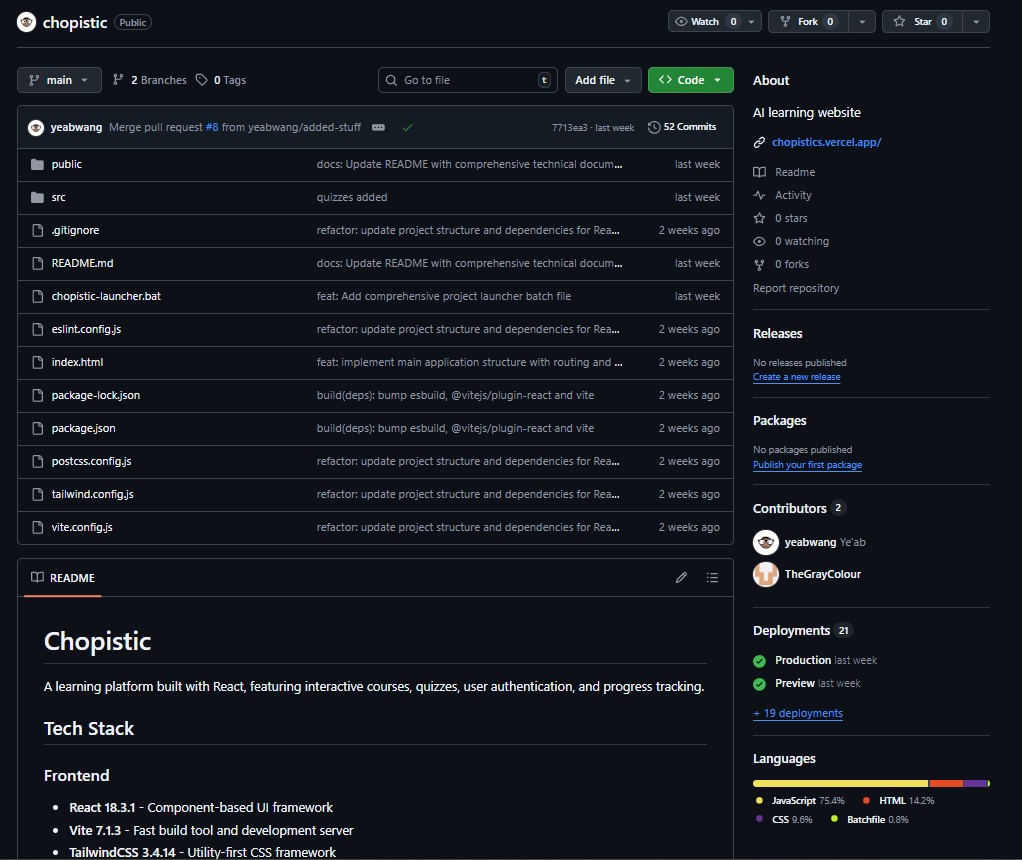 chopistic Public Watch 0 Fork 0 Star 0
main 2 Branches 0 Tags Go to file t Add file Code
yeabwang Merge pull request #8 from yeabwang/added-stuff 7713ea3 · last week 52 Commits
public docs: Update README with comprehensive technical docum... last week
src quizzes added last week
.gitignore refactor: update project structure and dependencies for Rea... 2 weeks ago
README.md docs: Update README with comprehensive technical docum... last week
chopistic-launcher.bat feat: Add comprehensive project launcher batch file last week
eslint.config.js refactor: update project structure and dependencies for Rea... 2 weeks ago
index.html feat: implement main application structure with routing and ... 2 weeks ago
package-lock.json build(deps): bump esbuild, @vitejs/plugin-react and vite 2 weeks ago
package.json build(deps): bump esbuild, @vitejs/plugin-react and vite 2 weeks ago
postcss.config.js refactor: update project structure and dependencies for Rea... 2 weeks ago
tailwind.config.js refactor: update project structure and dependencies for Rea... 2 weeks ago
vite.config.js refactor: update project structure and dependencies for Rea... 2 weeks ago
README
Chopistic
A learning platform built with React, featuring interactive courses, quizzes, user authentication, and progress tracking.
Tech Stack
Frontend
• React 18.3.1 - Component-based UI framework
• Vite 7.1.3 - Fast build tool and development server
• TailwindCSS 3.4.14 - Utility-first CSS framework
About
AI learning website
chopistics.vercel.app/
Readme
Activity
0 stars
0 watching
0 forks
Report repository
Releases
No releases published
Create a new release
Packages
No packages published
Publish your first package
Contributors 2
yeabwang Ye'ab
TheGrayColour
Deployments 21
Production last week
Preview last week
+ 19 deployments
Languages
JavaScript 75.4% HTML 14.2%
CSS 9.6% Batchfile 0.8%